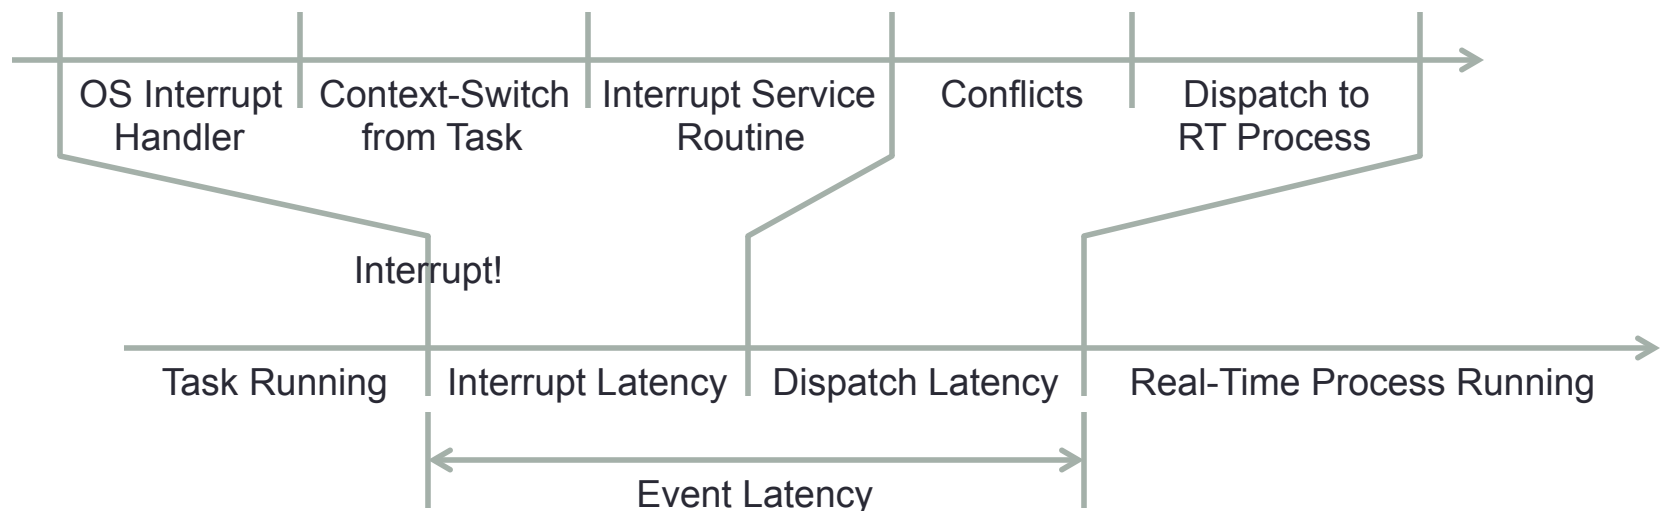 OS Interrupt
Handler
Context-Switch
from Task
Interrupt Service
Routine
Conflicts
Dispatch to
RT Process
Interrupt!
Task Running
Interrupt Latency
Dispatch Latency
Real-Time Process Running
Event Latency